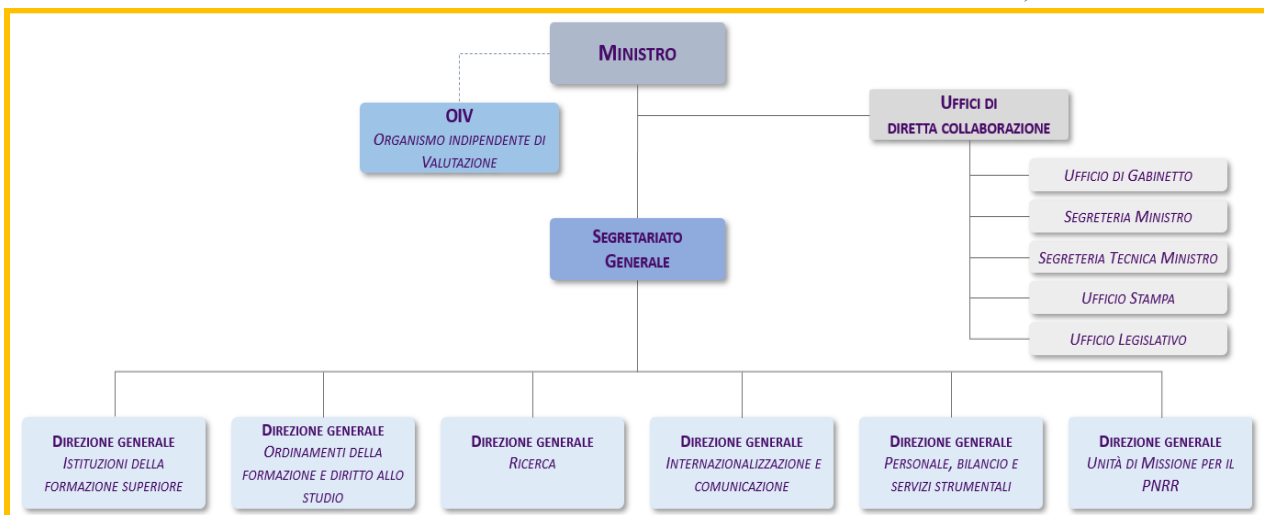 Ministro
OIV
Organismo indipendente di
Valutazione
Uffici di
diretta collaborazione
Ufficio di Gabinetto
Segreteria Ministro
Segreteria Tecnica Ministro
Ufficio Stampa
Ufficio Legislativo
Segretariato
Generale
Direzione generale
Istituzioni della
formazione superiore
Direzione generale
Ordinamenti della
formazione e diritto allo
studio
Direzione generale
Ricerca
Direzione generale
Internazionalizzazione e
comunicazione
Direzione generale
Personale, bilancio e
servizi strumentali
Direzione generale
Unità di Missione per il
PNRR